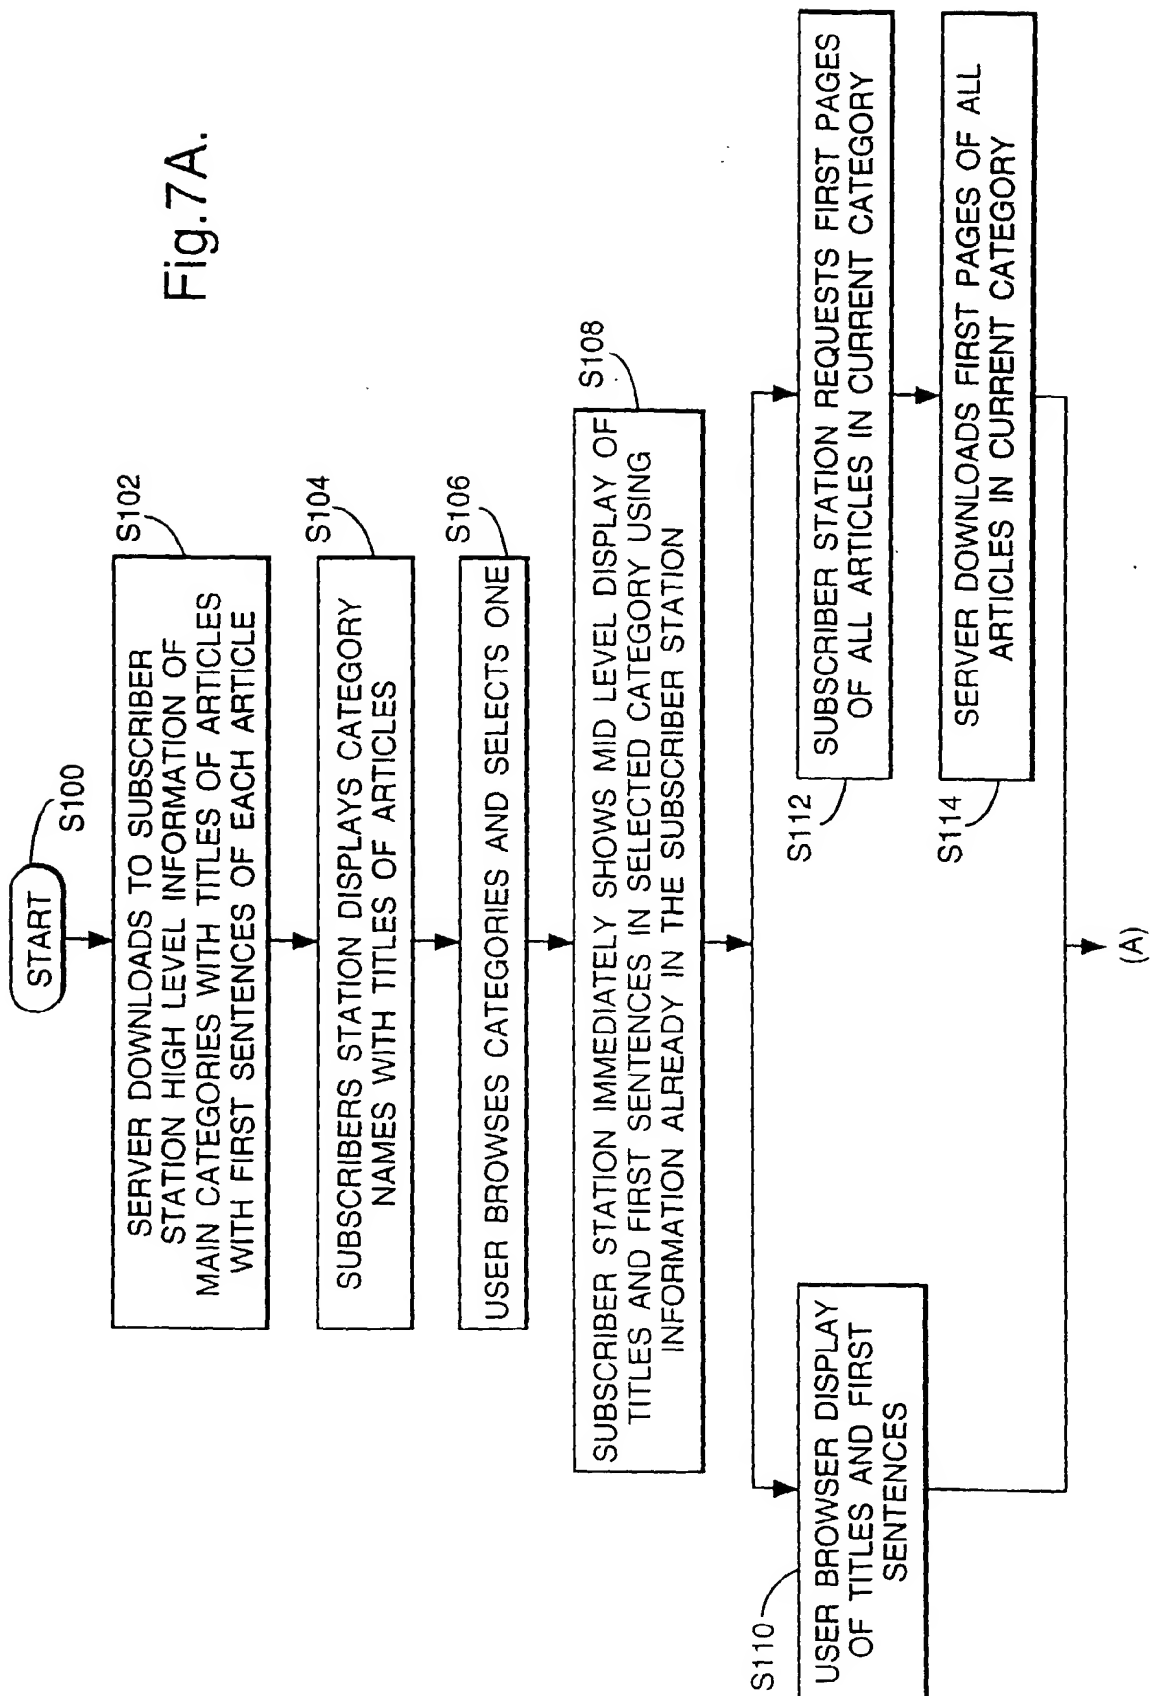 Fig.7A.
START
S100
SERVER DOWNLOADS TO SUBSCRIBER
STATION HIGH LEVEL INFORMATION OF
MAIN CATEGORIES WITH TITLES OF ARTICLES
WITH FIRST SENTENCES OF EACH ARTICLE
S102
SUBSCRIBERS STATION DISPLAYS CATEGORY
NAMES WITH TITLES OF ARTICLES
S104
USER BROWSES CATEGORIES AND SELECTS ONE
S106
SUBSCRIBER STATION IMMEDIATELY SHOWS MID LEVEL DISPLAY OF
TITLES AND FIRST SENTENCES IN SELECTED CATEGORY USING
INFORMATION ALREADY IN THE SUBSCRIBER STATION
S108
S110
USER BROWSER DISPLAY
OF TITLES AND FIRST
SENTENCES
SUBSCRIBER STATION REQUESTS FIRST PAGES
OF ALL ARTICLES IN CURRENT CATEGORY
S112
SERVER DOWNLOADS FIRST PAGES OF ALL
ARTICLES IN CURRENT CATEGORY
S114
(A)